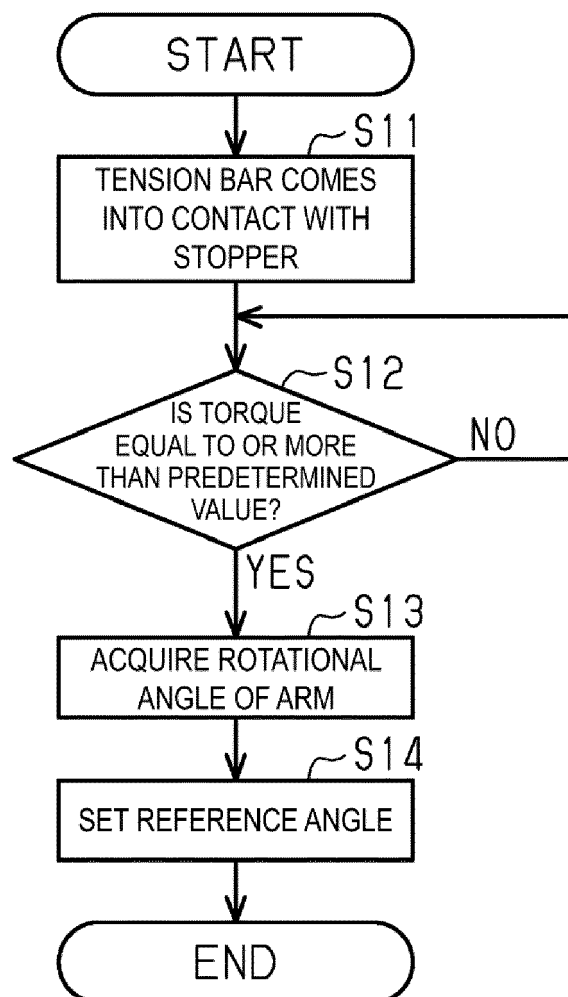 START
S11
TENSION BAR COMES
INTO CONTACT WITH
STOPPER
S12
IS TORQUE
EQUAL TO OR MORE
THAN PREDETERMINED
VALUE?
NO
YES
S13
ACQUIRE ROTATIONAL
ANGLE OF ARM
S14
SET REFERENCE ANGLE
END